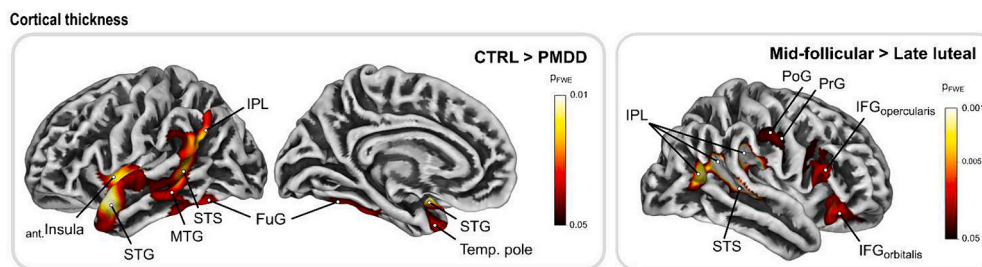 Cortical thickness
CTRL > PMDD
pFWE
0.01
0.05
IPL
ant.Insula
STG
MTG
STS
FuG
STG
Temp. pole
Mid-follicular > Late luteal
PoG
PrG
IPL
IFGopercularis
pFWE
0.001
0.005
0.05
STS
IFGorbitalis